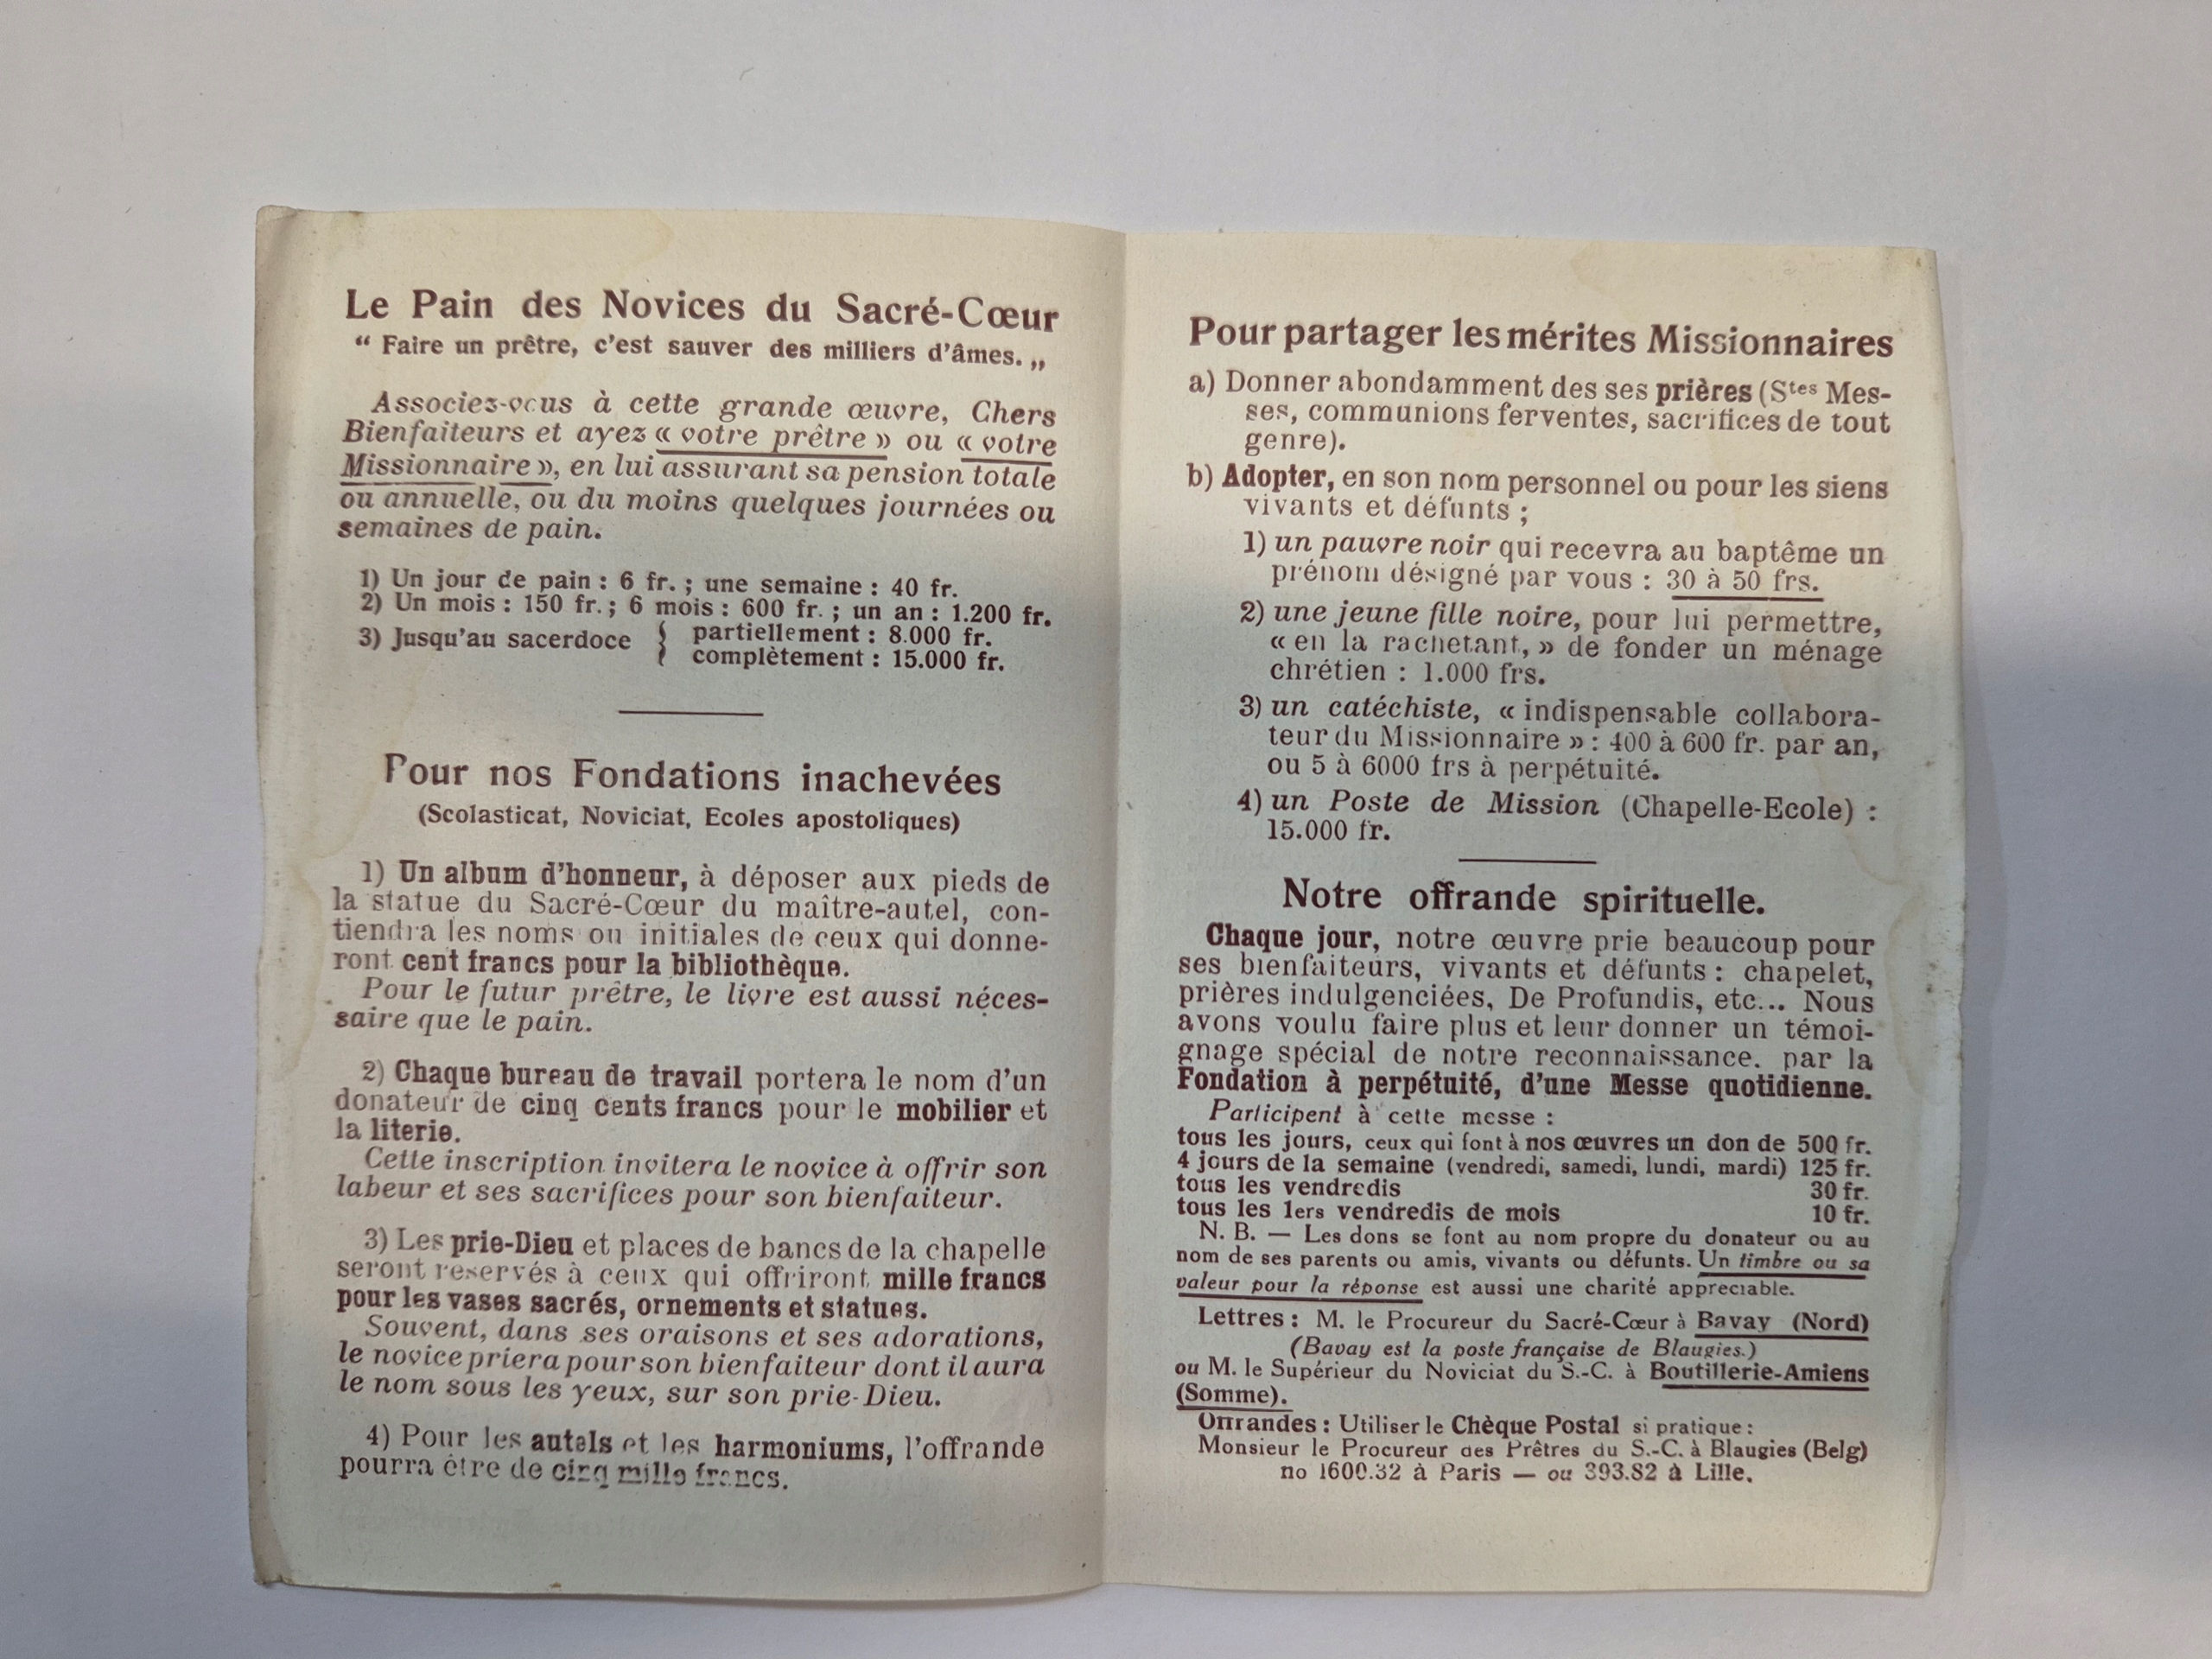 Le Pain des Novices du Sacré-Cœur
“ Faire un prêtre, c'est sauver des milliers d'âmes. „
Associez-vous à cette grande œuvre, Chers
Bienfaiteurs et ayez « votre prêtre » ou « votre
Missionnaire », en lui assurant sa pension totale
ou annuelle, ou du moins quelques journées ou
semaines de pain.
1) Un jour de pain : 6 fr. ; une semaine : 40 fr.
2) Un mois : 150 fr. ; 6 mois : 600 fr. ; un an : 1.200 fr.
3) Jusqu'au sacerdoce { partiellement : 8.000 fr.
complètement : 15.000 fr.
Pour nos Fondations inachevées
(Scolasticat, Noviciat, Ecoles apostoliques)
1) Un album d'honneur, à déposer aux pieds de
la statue du Sacré-Cœur du maître-autel, con-
tiendra les noms ou initiales de ceux qui donne-
ront cent francs pour la bibliothèque.
Pour le futur prêtre, le livre est aussi néces-
saire que le pain.
2) Chaque bureau de travail portera le nom d'un
donateur de cinq cents francs pour le mobilier et
la literie.
Cette inscription invitera le novice à offrir son
labeur et ses sacrifices pour son bienfaiteur.
3) Les prie-Dieu et places de bancs de la chapelle
seront reservés à ceux qui offriront mille francs
pour les vases sacrés, ornements et statues.
Souvent, dans ses oraisons et ses adorations,
le novice priera pour son bienfaiteur dont il aura
le nom sous les yeux, sur son prie-Dieu.
4) Pour les autels et les harmoniums, l'offrande
pourra être de cinq mille francs.
Pour partager les mérites Missionnaires
a) Donner abondamment des ses prières (Stes Mes-
ses, communions ferventes, sacrifices de tout
genre).
b) Adopter, en son nom personnel ou pour les siens
vivants et défunts ;
1) un pauvre noir qui recevra au baptême un
prénom désigné par vous : 30 à 50 frs.
2) une jeune fille noire, pour lui permettre,
« en la rachetant, » de fonder un ménage
chrétien : 1.000 frs.
3) un catéchiste, « indispensable collabora-
teur du Missionnaire » : 400 à 600 fr. par an,
ou 5 à 6000 frs à perpétuité.
4) un Poste de Mission (Chapelle-Ecole) :
15.000 fr.
Notre offrande spirituelle.
Chaque jour, notre œuvre prie beaucoup pour
ses bienfaiteurs, vivants et défunts : chapelet,
prières indulgenciées, De Profundis, etc... Nous
avons voulu faire plus et leur donner un témoi-
gnage spécial de notre reconnaissance. par la
Fondation à perpétuité, d'une Messe quotidienne.
Participent à cette messe :
tous les jours, ceux qui font à nos œuvres un don de 500 fr.
4 jours de la semaine (vendredi, samedi, lundi, mardi) 125 fr.
tous les vendredis 30 fr.
tous les 1ers vendredis de mois 10 fr.
N. B. — Les dons se font au nom propre du donateur ou au
nom de ses parents ou amis, vivants ou défunts. Un timbre ou sa
valeur pour la réponse est aussi une charité appreciable.
Lettres : M. le Procureur du Sacré-Cœur à Bavay (Nord)
(Bavay est la poste française de Blaugies.)
ou M. le Supérieur du Noviciat du S.-C. à Boutillerie-Amiens
(Somme).
Offrandes : Utiliser le Chèque Postal si pratique :
Monsieur le Procureur des Prêtres du S.-C. à Blaugies (Belg)
no 1600.32 à Paris — ou 393.82 à Lille.